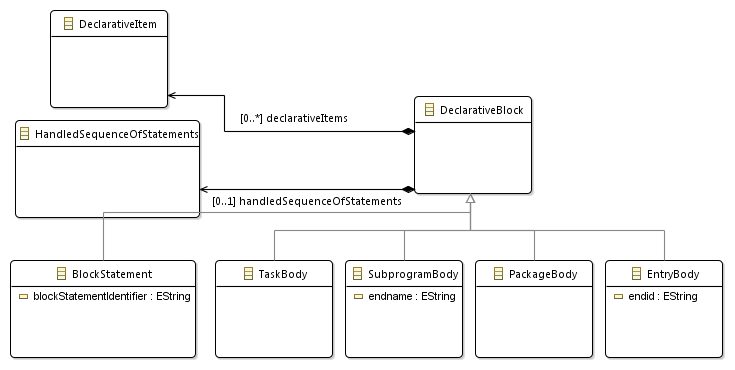 DeclarativeItem
[0..*] declarativeItems
DeclarativeBlock
HandledSequenceOfStatements
[0..1] handledSequenceOfStatements
BlockStatement
blockStatementIdentifier : EString
TaskBody
SubprogramBody
endname : EString
PackageBody
EntryBody
endid : EString